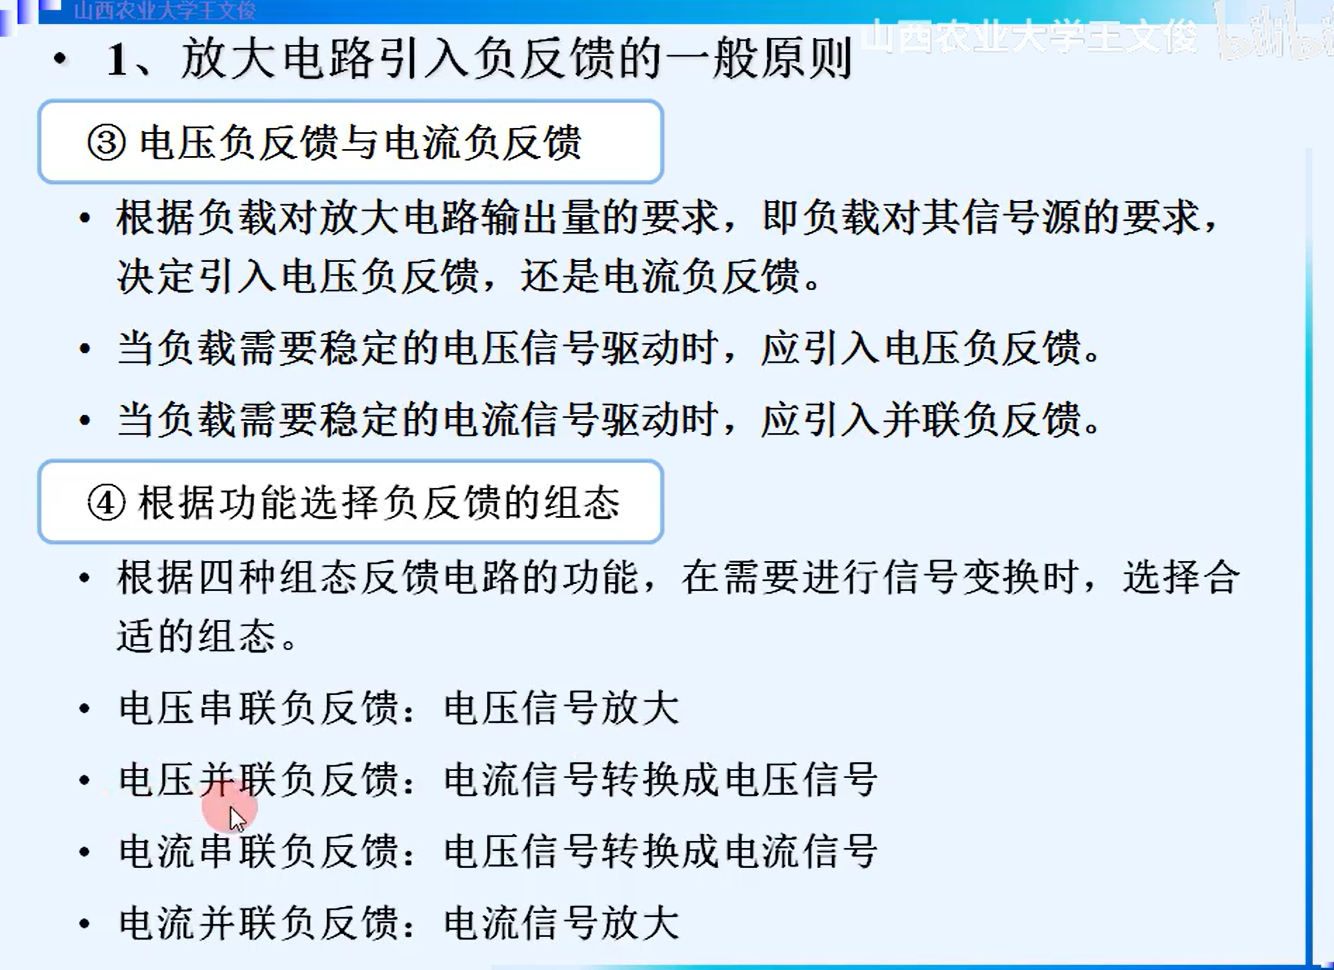 山西农业大学王文俊
山西农业大学王文俊 bilibili
• 1、放大电路引入负反馈的一般原则
③ 电压负反馈与电流负反馈
• 根据负载对放大电路输出量的要求，即负载对其信号源的要求，
决定引入电压负反馈，还是电流负反馈。
• 当负载需要稳定的电压信号驱动时，应引入电压负反馈。
• 当负载需要稳定的电流信号驱动时，应引入并联负反馈。
④ 根据功能选择负反馈的组态
• 根据四种组态反馈电路的功能，在需要进行信号变换时，选择合
适的组态。
• 电压串联负反馈：电压信号放大
• 电压并联负反馈：电流信号转换成电压信号
• 电流串联负反馈：电压信号转换成电流信号
• 电流并联负反馈：电流信号放大